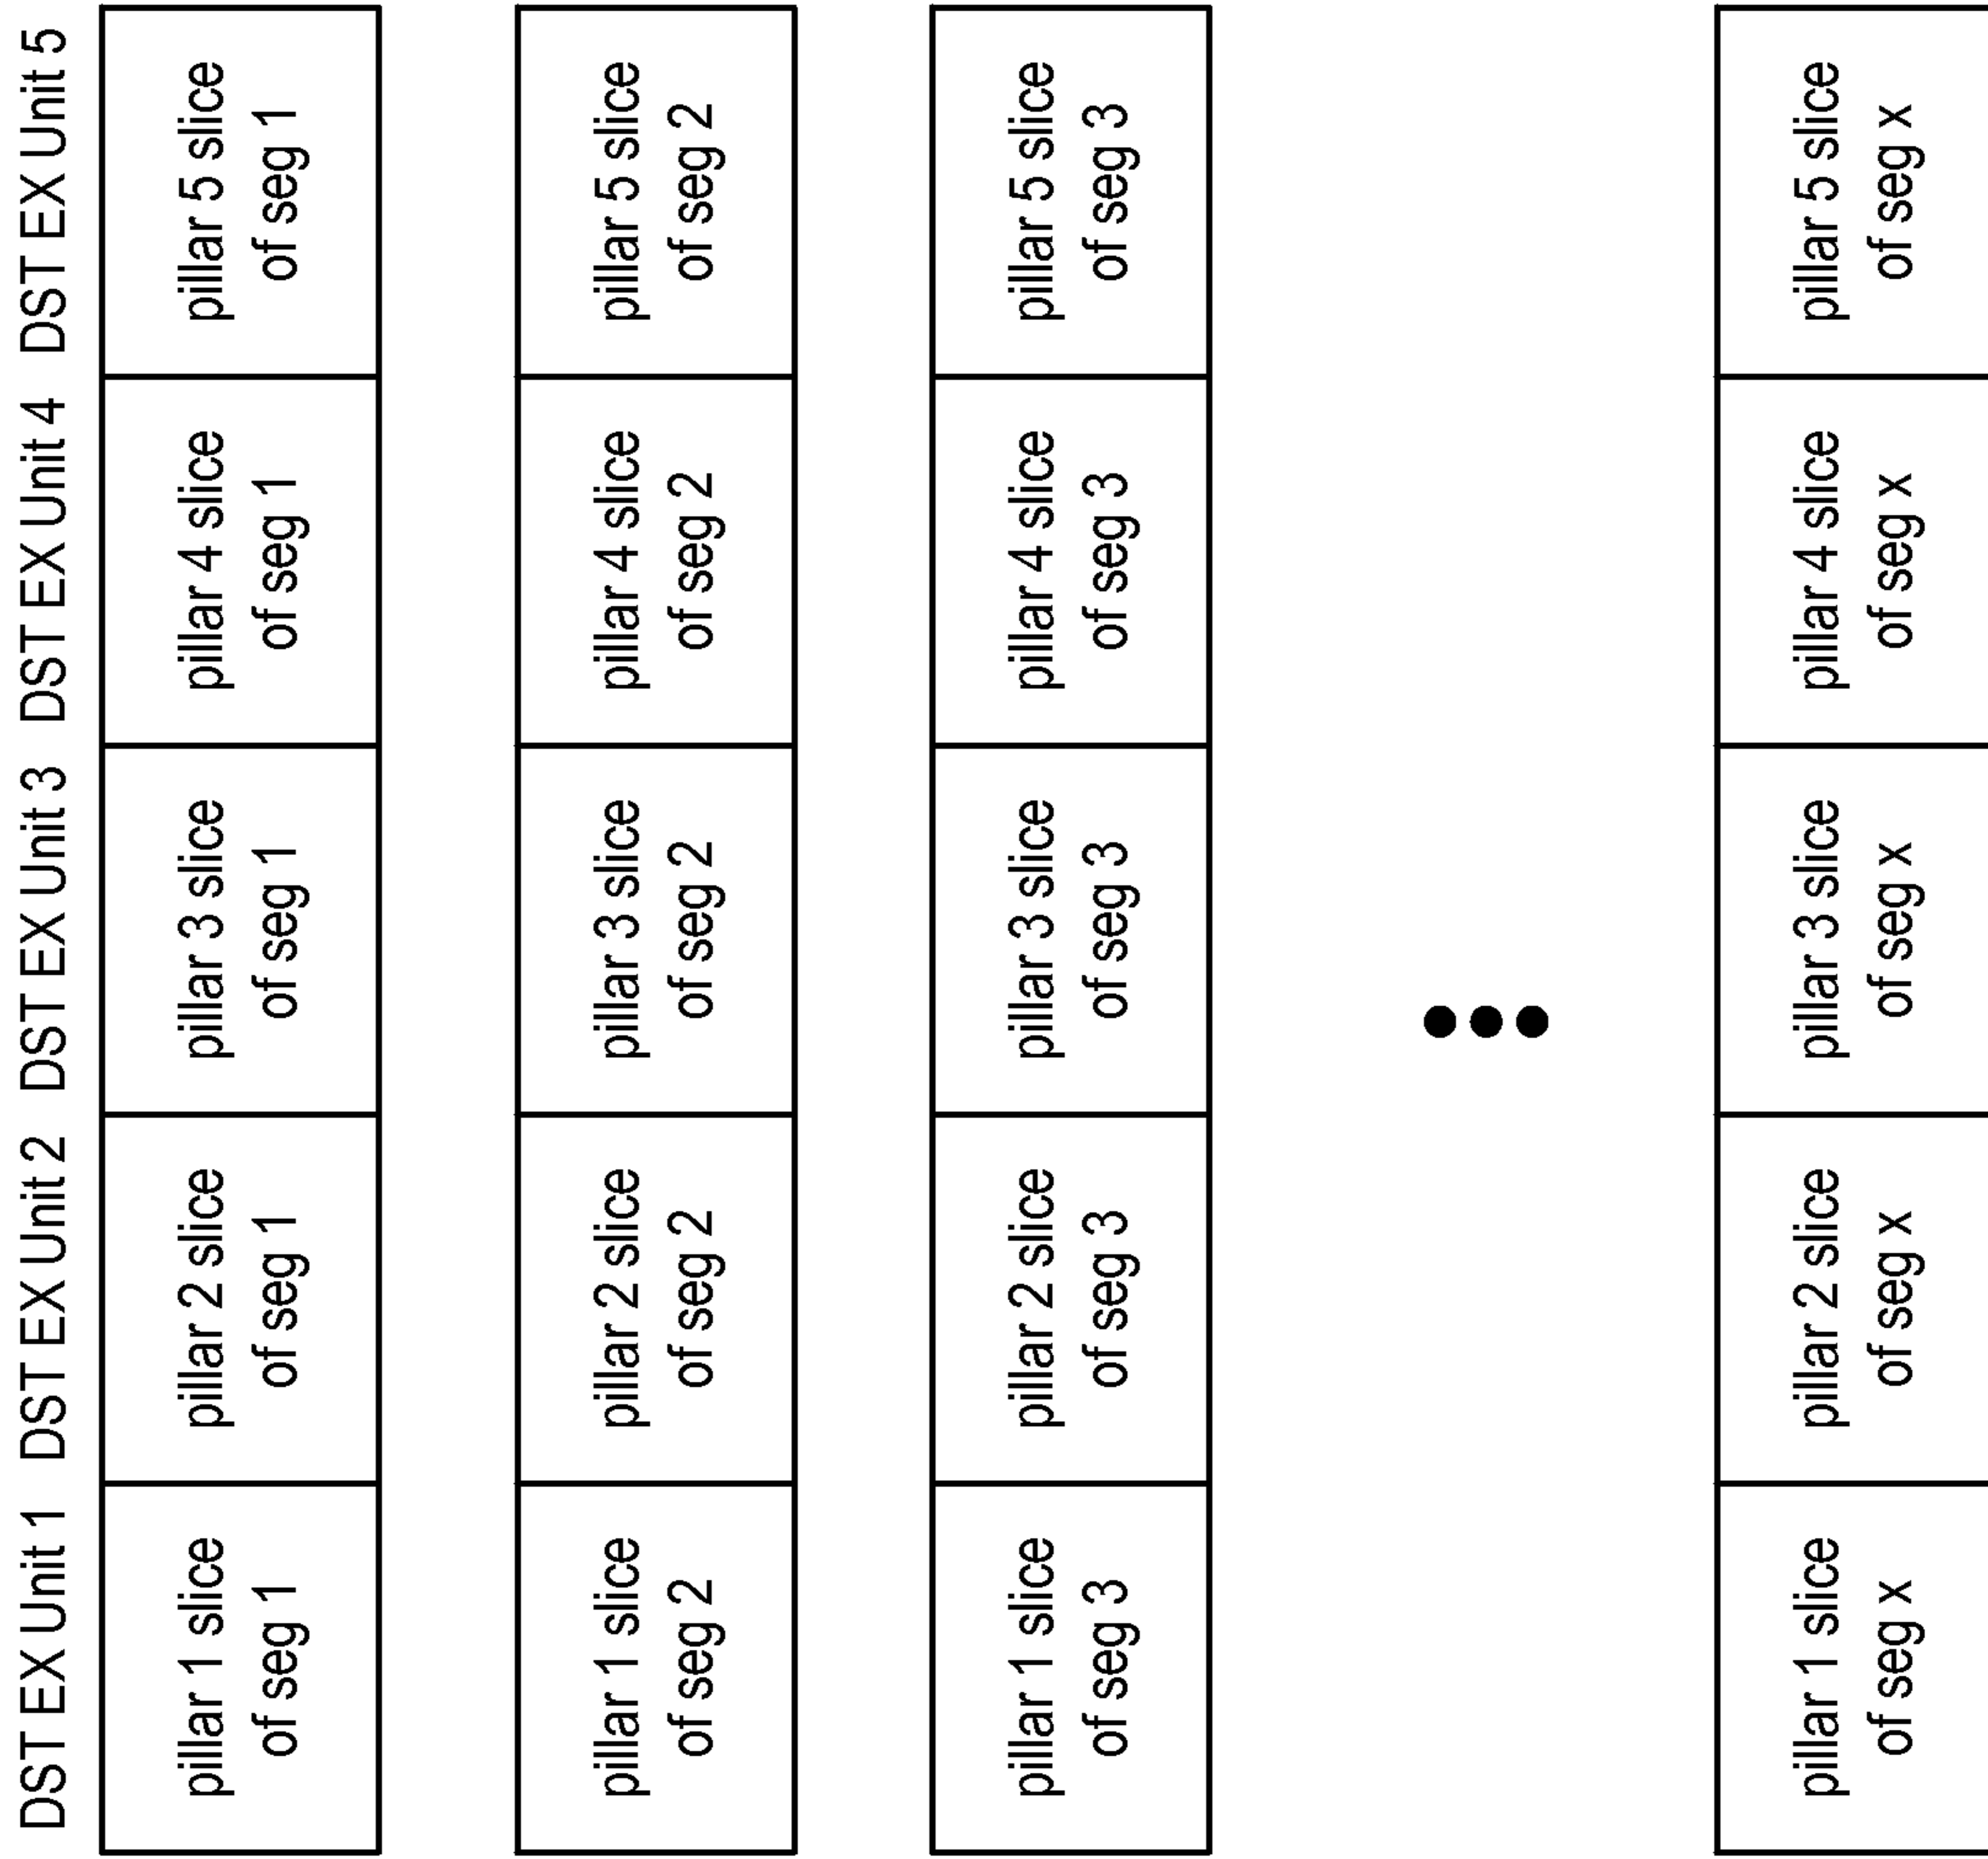 DST EX Unit 1 DST EX Unit 2 DST EX Unit 3 DST EX Unit 4 DST EX Unit 5
pillar 1 slice
of seg 1
pillar 2 slice
of seg 1
pillar 3 slice
of seg 1
pillar 4 slice
of seg 1
pillar 5 slice
of seg 1
pillar 1 slice
of seg 2
pillar 2 slice
of seg 2
pillar 3 slice
of seg 2
pillar 4 slice
of seg 2
pillar 5 slice
of seg 2
pillar 1 slice
of seg 3
pillar 2 slice
of seg 3
pillar 3 slice
of seg 3
pillar 4 slice
of seg 3
pillar 5 slice
of seg 3
pillar 1 slice
of seg x
pillar 2 slice
of seg x
pillar 3 slice
of seg x
pillar 4 slice
of seg x
pillar 5 slice
of seg x